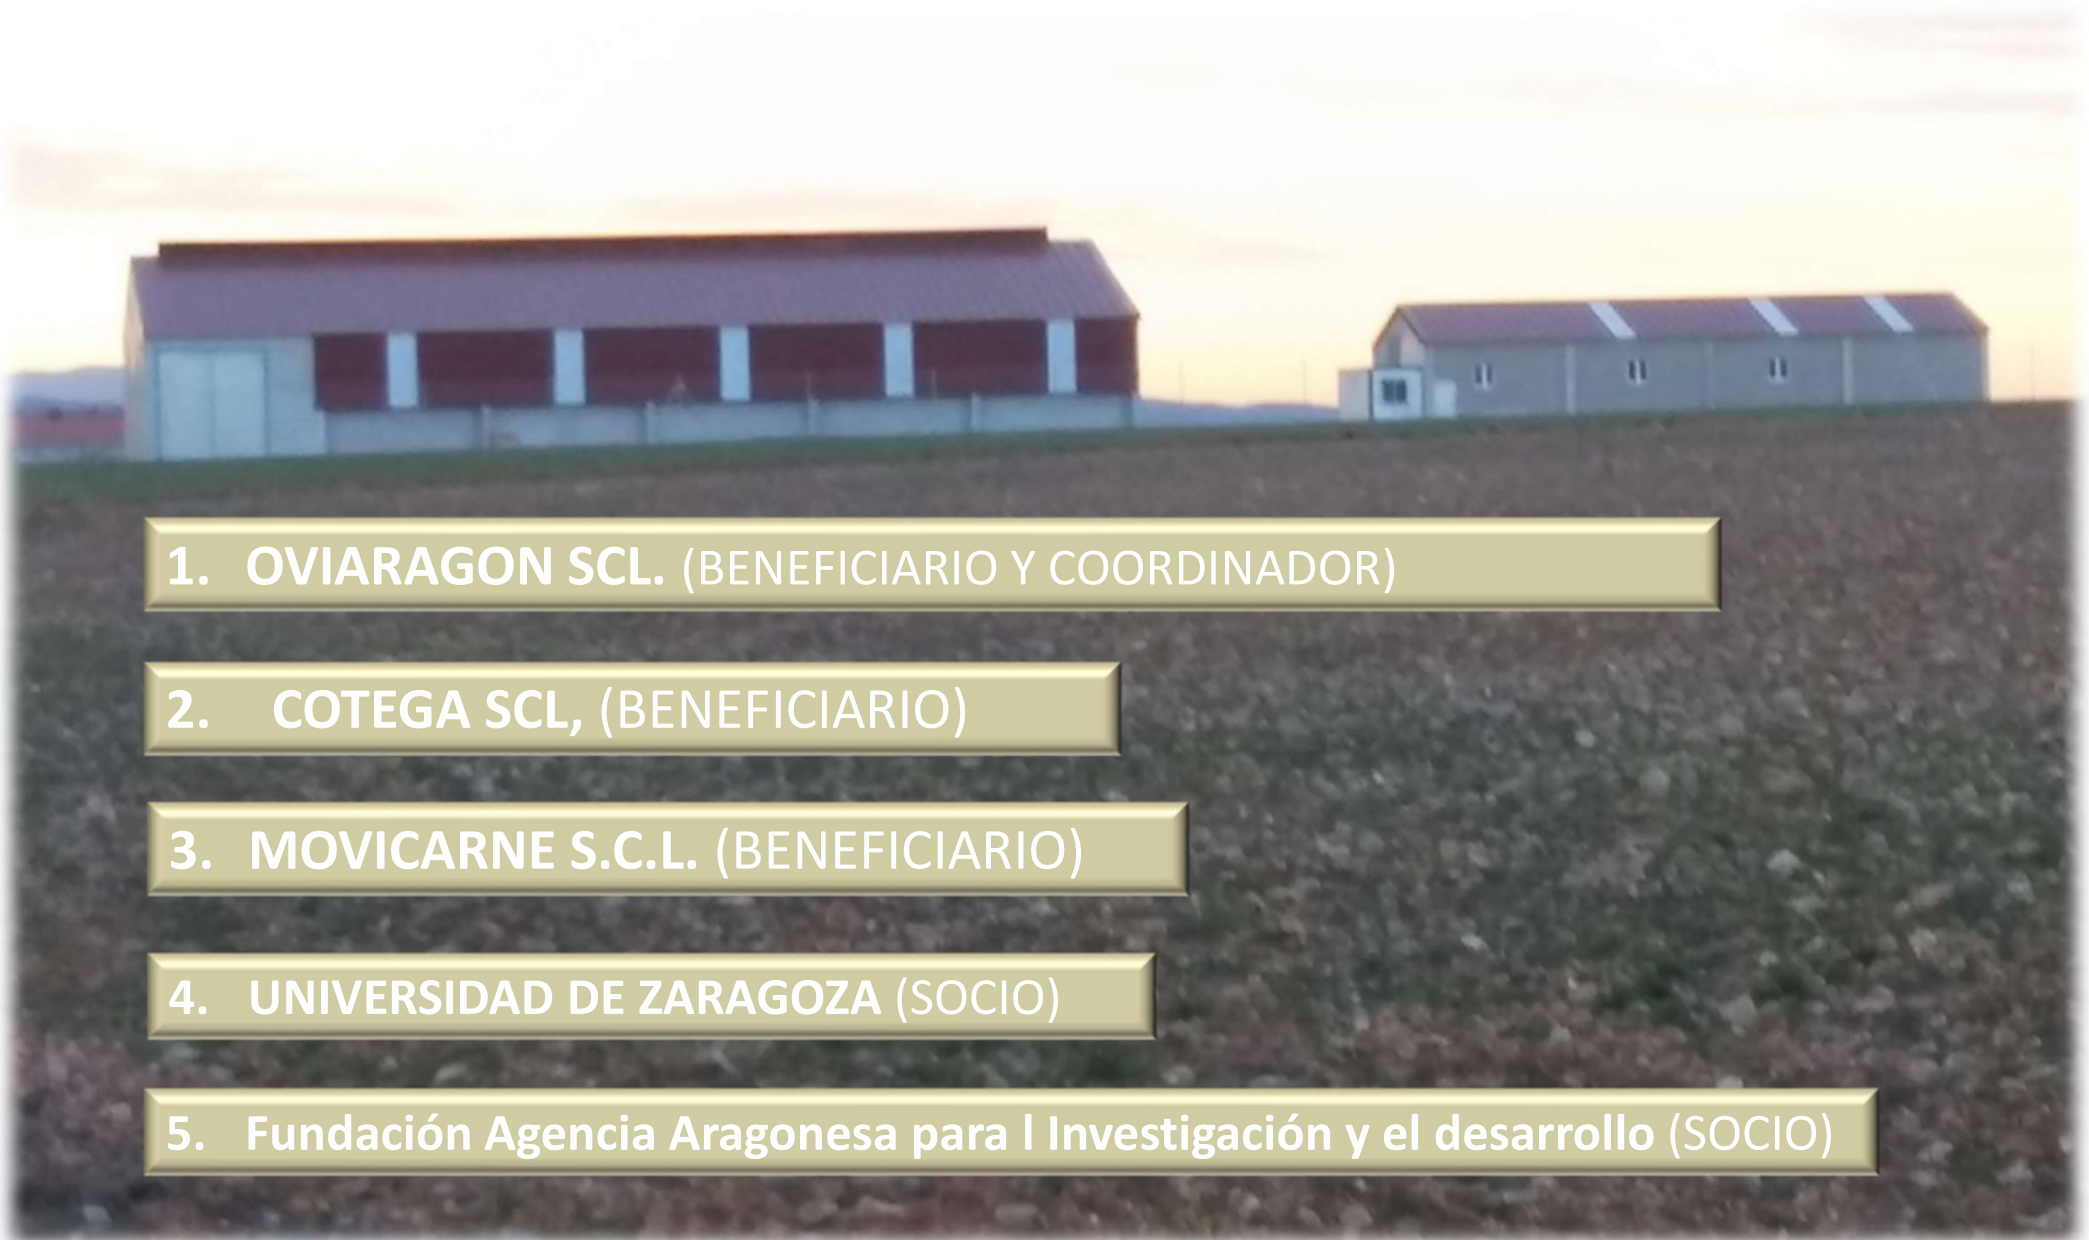 1. OVIARAGON SCL. (BENEFICIARIO Y COORDINADOR)
2. COTEGA SCL, (BENEFICIARIO)
3. MOVICARNE S.C.L. (BENEFICIARIO)
4. UNIVERSIDAD DE ZARAGOZA (SOCIO)
5. Fundación Agencia Aragonesa para l Investigación y el desarrollo (SOCIO)